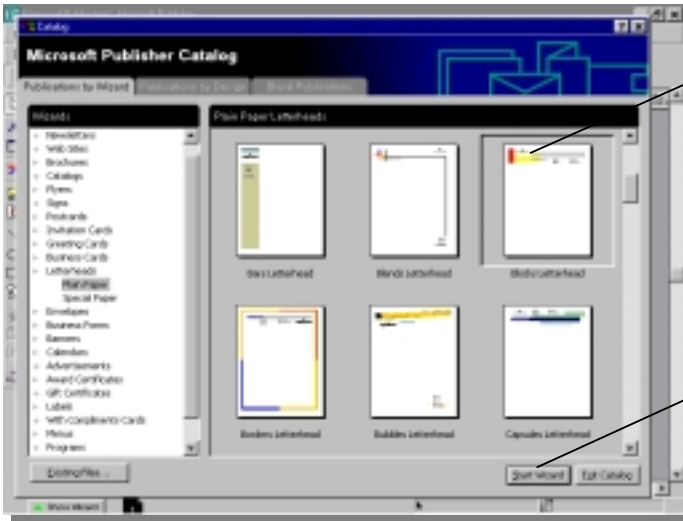 Catalog
Microsoft Publisher Catalog
Publications by Wizard Publications by Design Blank Publications
Wizards
Plain Paper Letterheads
Newsletters
Web Sites
Brochures
Catalogs
Flyers
Signs
Postcards
Invitation Cards
Greeting Cards
Business Cards
Letterheads
Plain Paper
Special Paper
Envelopes
Business Forms
Banners
Calendars
Advertisements
Award Certificates
Gift Certificates
Labels
With Compliments Cards
Menus
Programs
Bars Letterhead
Blends Letterhead
Blocks Letterhead
Borders Letterhead
Bubbles Letterhead
Capsules Letterhead
Existing Files...
Start Wizard
Exit Catalog
Show Wizard